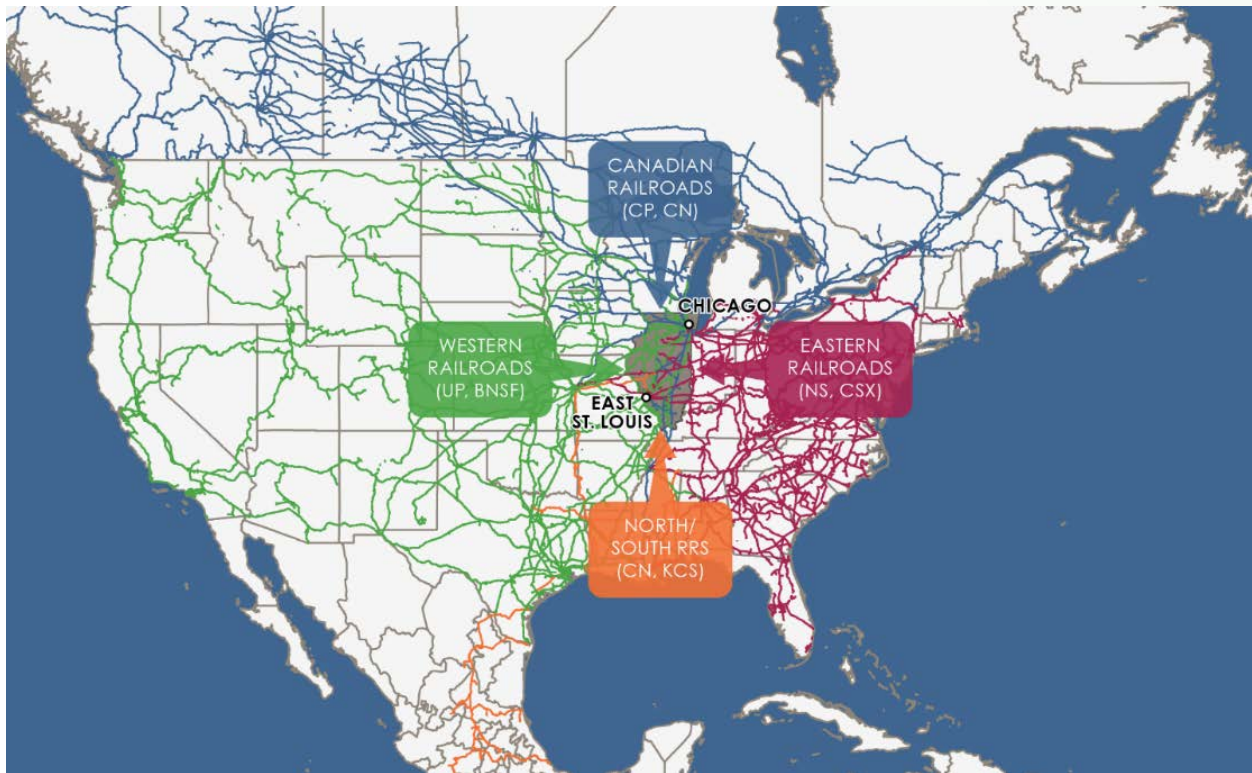 CANADIAN
RAILROADS
(CP, CN)
CHICAGO
WESTERN
RAILROADS
(UP, BNSF)
EASTERN
RAILROADS
(NS, CSX)
EAST
ST. LOUIS
NORTH/
SOUTH RRS
(CN, KCS)